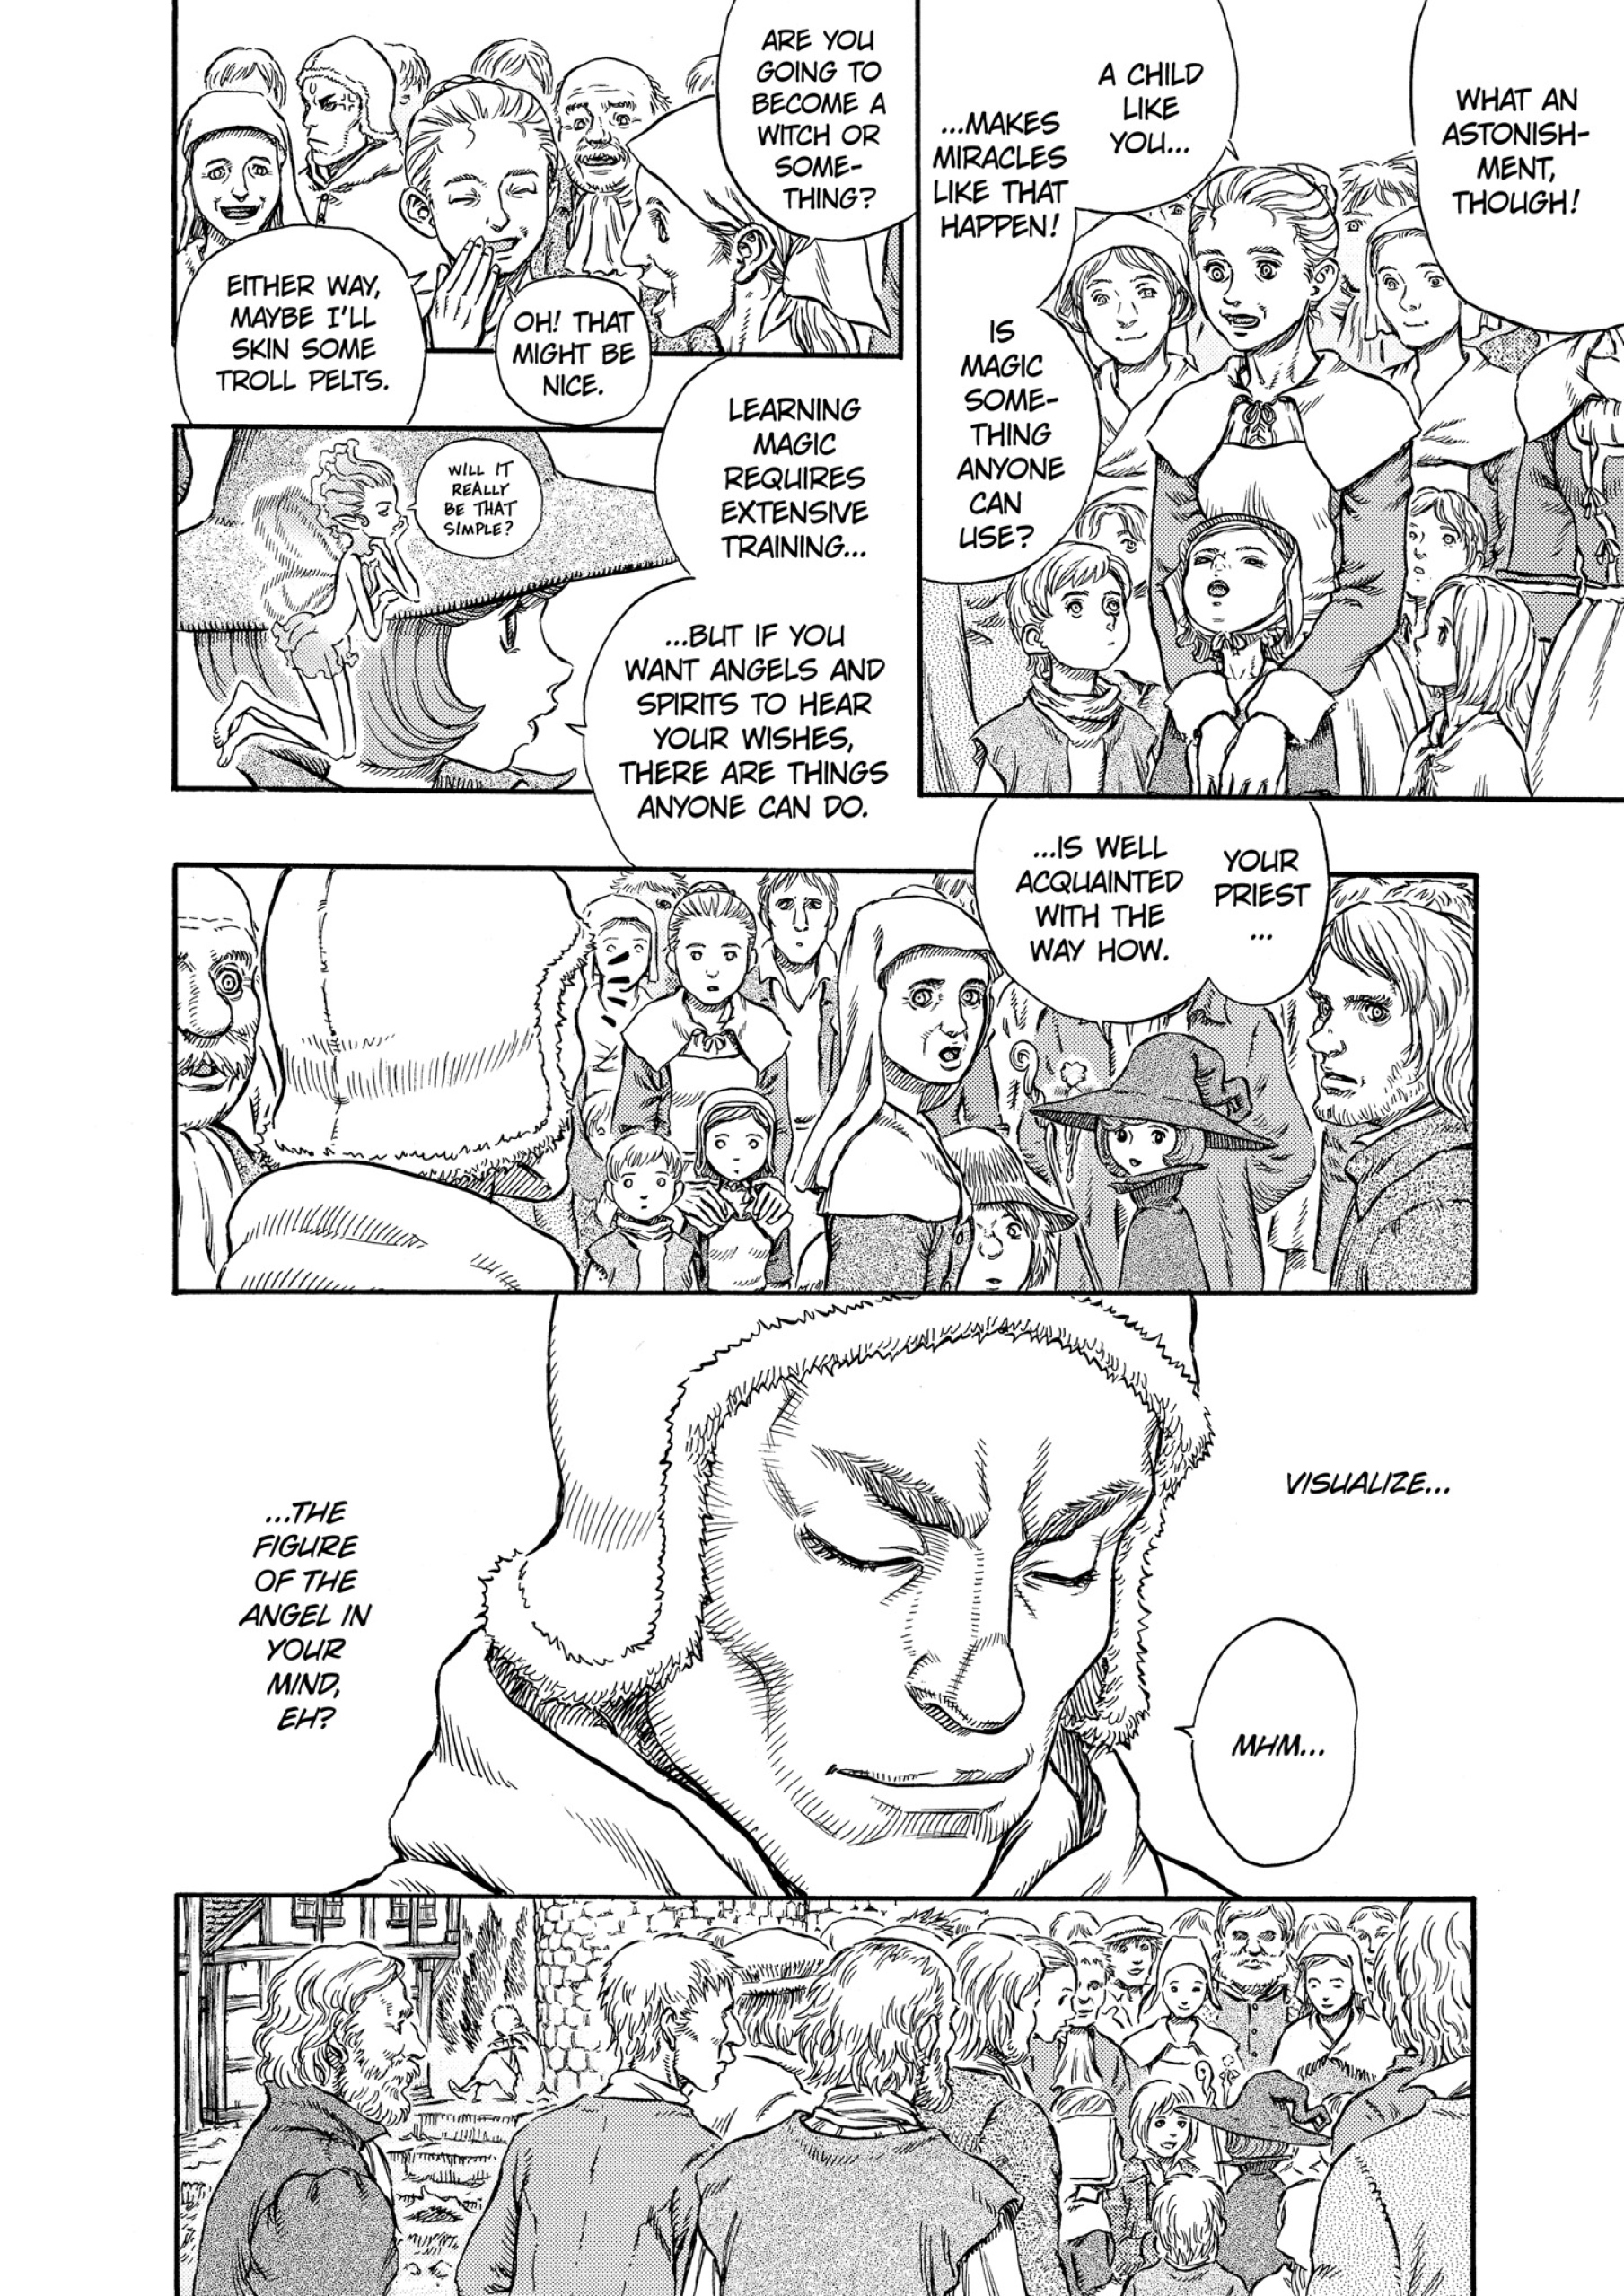 WHAT AN
ASTONISH-
MENT,
THOUGH!
A CHILD
LIKE
YOU...
...MAKES
MIRACLES
LIKE THAT
HAPPEN!
IS
MAGIC
SOME-
THING
ANYONE
CAN
USE?
ARE YOU
GOING TO
BECOME A
WITCH OR
SOME-
THING?
OH! THAT
MIGHT BE
NICE.
EITHER WAY,
MAYBE I'LL
SKIN SOME
TROLL PELTS.
LEARNING
MAGIC
REQUIRES
EXTENSIVE
TRAINING...
...BUT IF YOU
WANT ANGELS AND
SPIRITS TO HEAR
YOUR WISHES,
THERE ARE THINGS
ANYONE CAN DO.
WILL IT
REALLY
BE THAT
SIMPLE?
YOUR
PRIEST
...
...IS WELL
ACQUAINTED
WITH THE
WAY HOW.
VISUALIZE...
MHM...
...THE
FIGURE
OF THE
ANGEL IN
YOUR
MIND,
EH?